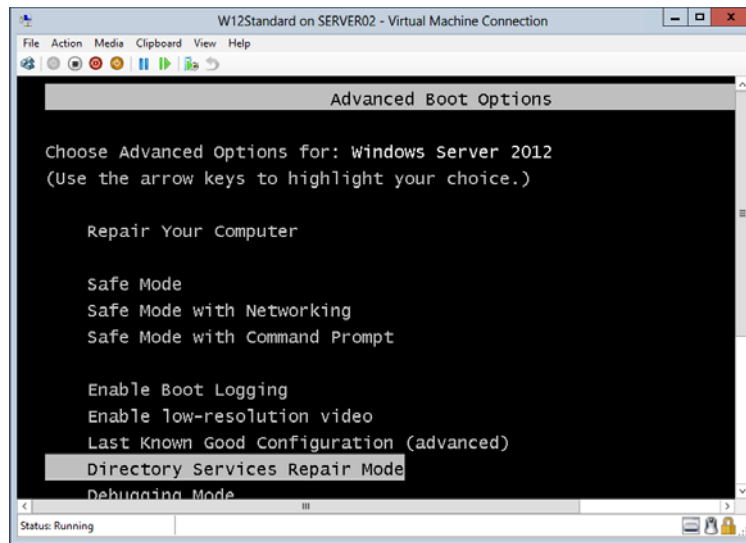 W12Standard on SERVER02 - Virtual Machine Connection
File Action Media Clipboard View Help
Advanced Boot Options
Choose Advanced Options for: Windows Server 2012
(Use the arrow keys to highlight your choice.)
Repair Your Computer
Safe Mode
Safe Mode with Networking
Safe Mode with Command Prompt
Enable Boot Logging
Enable low-resolution video
Last Known Good Configuration (advanced)
Directory Services Repair Mode
Debugging Mode
Status: Running